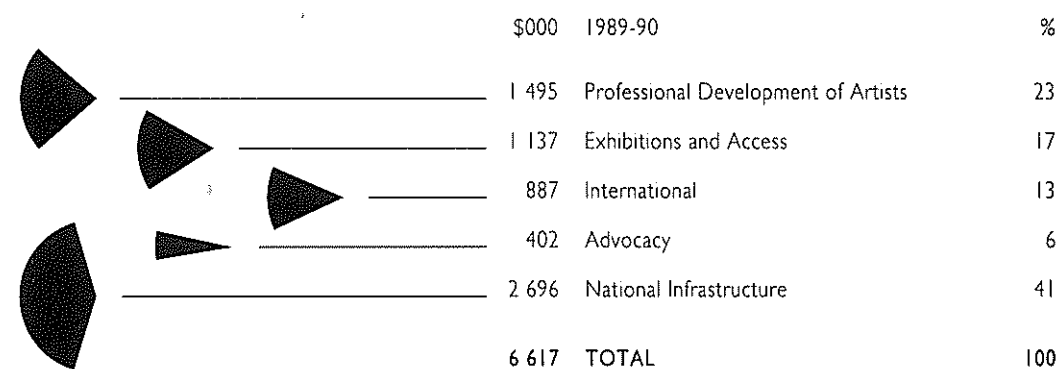 $000 1989-90 %
1 495 Professional Development of Artists 23
1 137 Exhibitions and Access 17
887 International 13
402 Advocacy 6
2 696 National Infrastructure 41
6 617 TOTAL 100